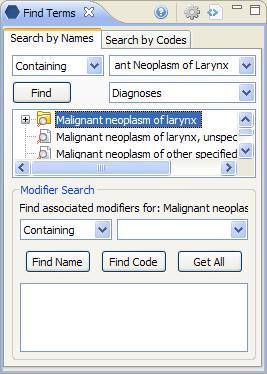 Find Terms
Search by Names
Search by Codes
Containing
ant Neoplasm of Larynx
Find
Diagnoses
Malignant neoplasm of larynx
Malignant neoplasm of larynx, unspec
Malignant neoplasm of other specified
Modifier Search
Find associated modifiers for: Malignant neoplas
Containing
Find Name
Find Code
Get All